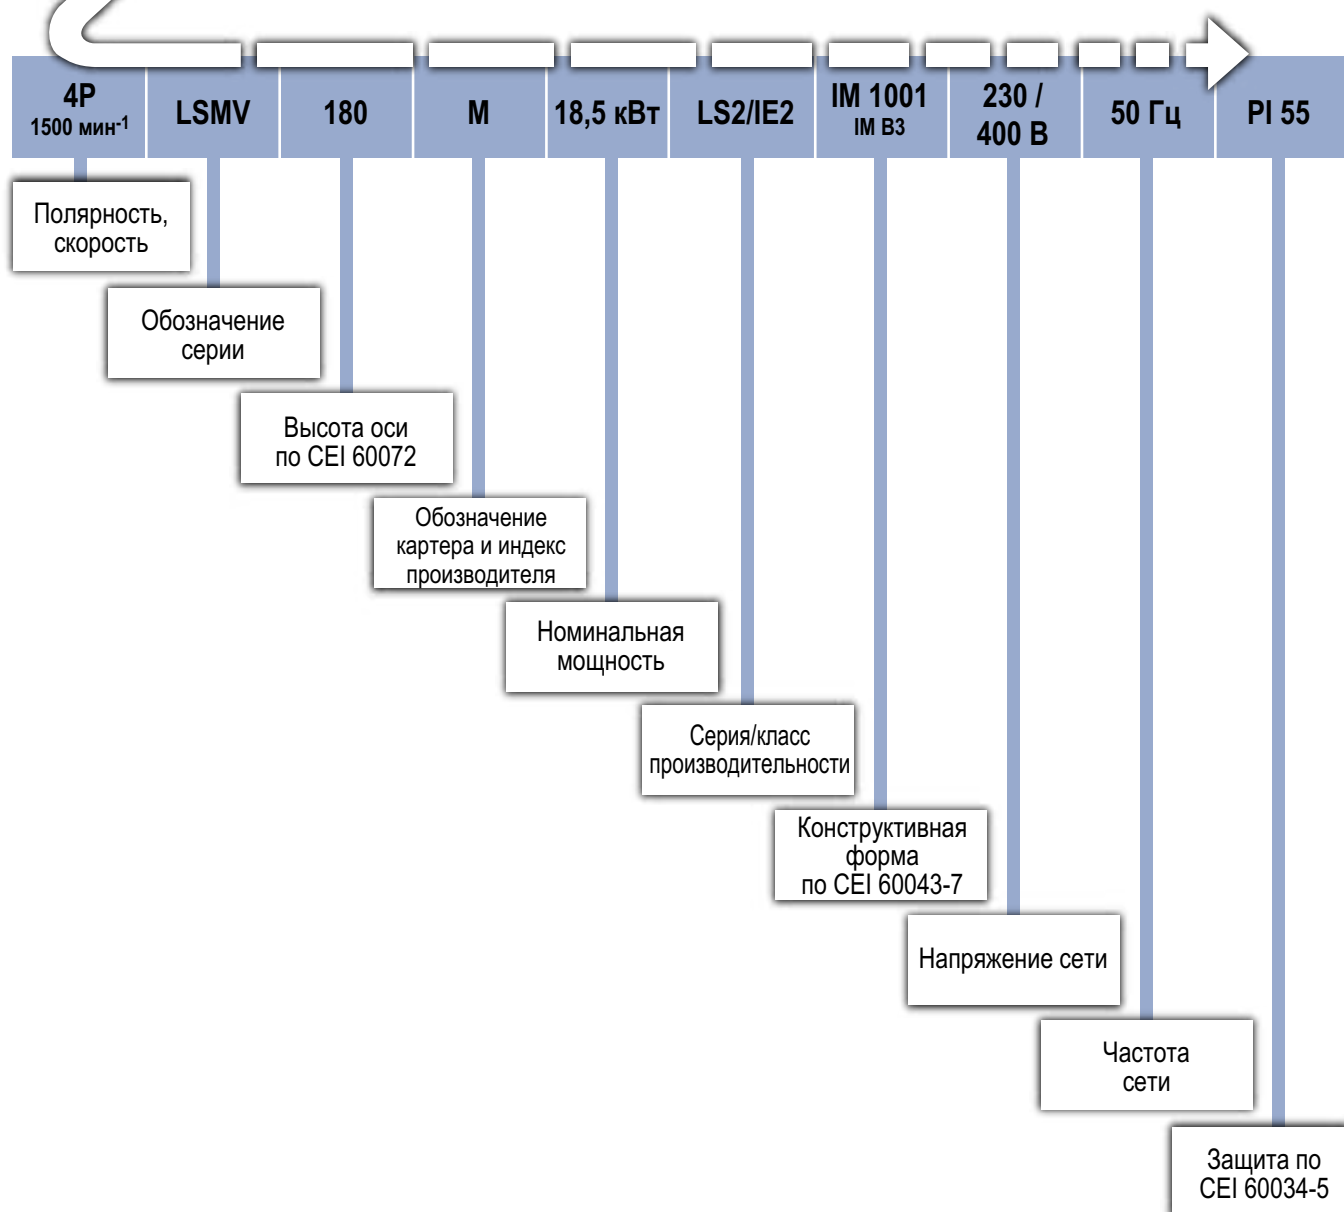 4P
1500 мин-1
LSMV
180
M
18,5 кВт
LS2/IE2
IM 1001
IM B3
230 /
400 В
50 Гц
PI 55
Полярность,
скорость
Обозначение
серии
Высота оси
по CEI 60072
Обозначение
картера и индекс
производителя
Номинальная
мощность
Серия/класс
производительности
Конструктивная
форма
по CEI 60043-7
Напряжение сети
Частота
сети
Защита по
CEI 60034-5